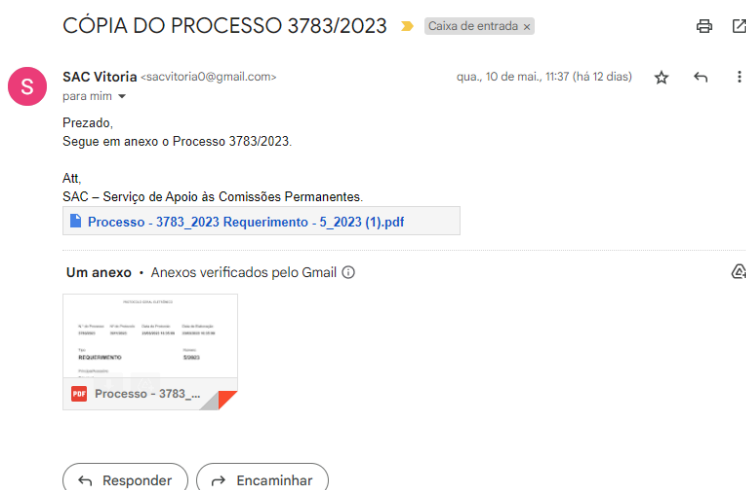 CÓPIA DO PROCESSO 3783/2023 Caixa de entrada ×
S
SAC Vitoria <sacvitoria0@gmail.com> qua., 10 de mai., 11:37 (há 12 dias)
para mim
Prezado,
Segue em anexo o Processo 3783/2023.
Att,
SAC – Serviço de Apoio às Comissões Permanentes.
Processo - 3783_2023 Requerimento - 5_2023 (1).pdf
Um anexo • Anexos verificados pelo Gmail
REQUERIMENTO 5/2023
PDF Processo - 3783_...
Responder Encaminhar